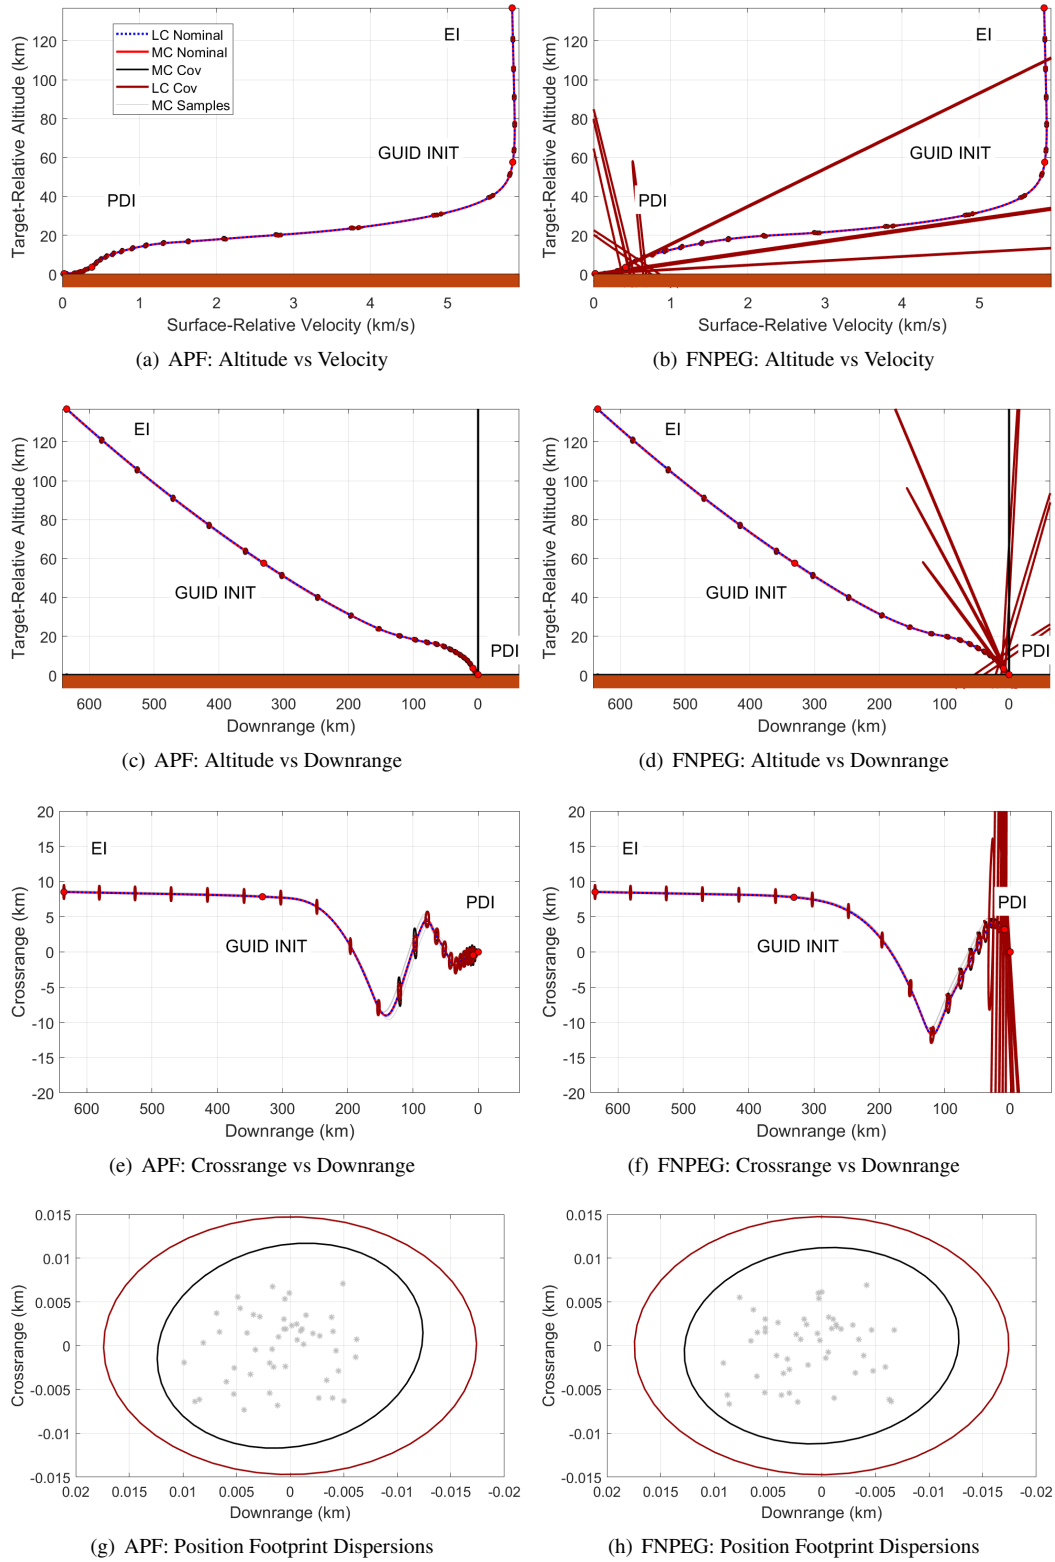 Target-Relative Altitude (km)
120
100
80
60
40
20
0
LC Nominal
MC Nominal
MC Cov
LC Cov
MC Samples
EI
GUID INIT
PDI
0 1 2 3 4 5
Surface-Relative Velocity (km/s)
(a) APF: Altitude vs Velocity
Target-Relative Altitude (km)
120
100
80
60
40
20
0
EI
GUID INIT
PDI
0 1 2 3 4 5
Surface-Relative Velocity (km/s)
(b) FNPEG: Altitude vs Velocity
Target-Relative Altitude (km)
120
100
80
60
40
20
0
EI
GUID INIT
PDI
600 500 400 300 200 100 0
Downrange (km)
(c) APF: Altitude vs Downrange
Target-Relative Altitude (km)
120
100
80
60
40
20
0
EI
GUID INIT
PDI
600 500 400 300 200 100 0
Downrange (km)
(d) FNPEG: Altitude vs Downrange
Crossrange (km)
20
15
10
5
0
-5
-10
-15
-20
EI
PDI
GUID INIT
600 500 400 300 200 100 0
Downrange (km)
(e) APF: Crossrange vs Downrange
Crossrange (km)
20
15
10
5
0
-5
-10
-15
-20
EI
PDI
GUID INIT
600 500 400 300 200 100 0
Downrange (km)
(f) FNPEG: Crossrange vs Downrange
Crossrange (km)
0.015
0.01
0.005
0
-0.005
-0.01
-0.015
0.02 0.015 0.01 0.005 0 -0.005 -0.01 -0.015 -0.02
Downrange (km)
(g) APF: Position Footprint Dispersions
Crossrange (km)
0.015
0.01
0.005
0
-0.005
-0.01
-0.015
0.02 0.015 0.01 0.005 0 -0.005 -0.01 -0.015 -0.02
Downrange (km)
(h) FNPEG: Position Footprint Dispersions